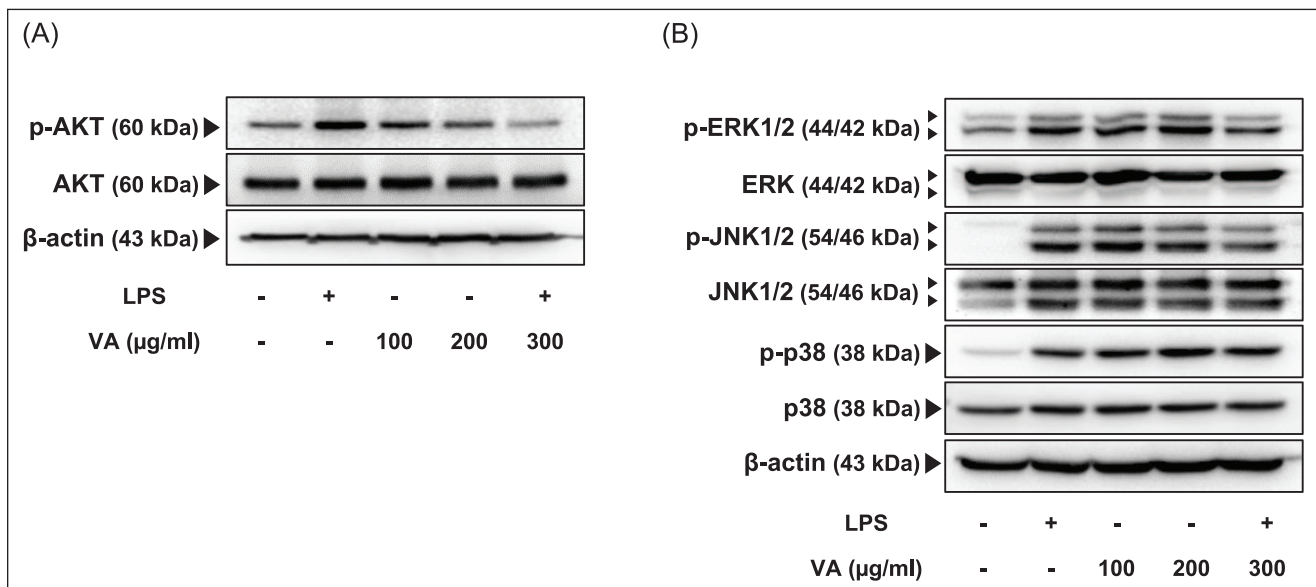 (A)
p-AKT (60 kDa)
AKT (60 kDa)
β-actin (43 kDa)
LPS - + - - +
VA (µg/ml) - - 100 200 300
(B)
p-ERK1/2 (44/42 kDa)
ERK (44/42 kDa)
p-JNK1/2 (54/46 kDa)
JNK1/2 (54/46 kDa)
p-p38 (38 kDa)
p38 (38 kDa)
β-actin (43 kDa)
LPS - + - - +
VA (µg/ml) - - 100 200 300